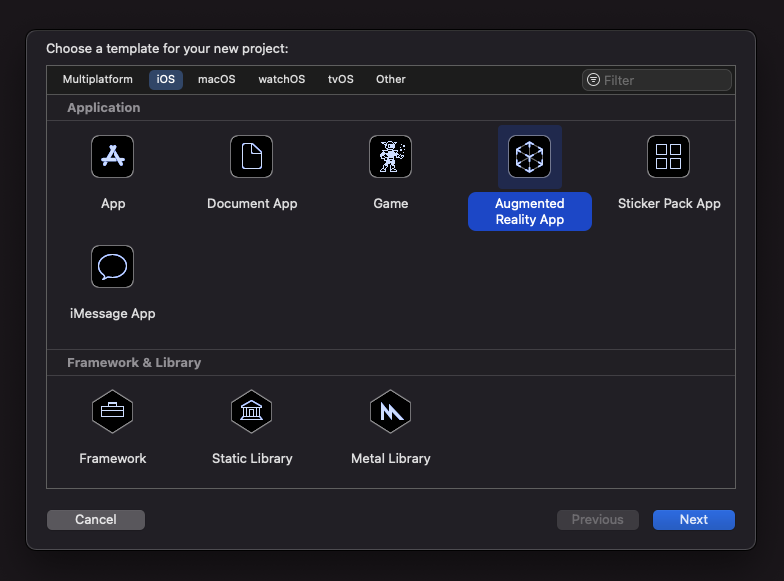 Choose a template for your new project:
Multiplatform iOS macOS watchOS tvOS Other Filter
Application
App Document App Game Augmented Reality App Sticker Pack App
iMessage App
Framework & Library
Framework Static Library Metal Library
Cancel Previous Next